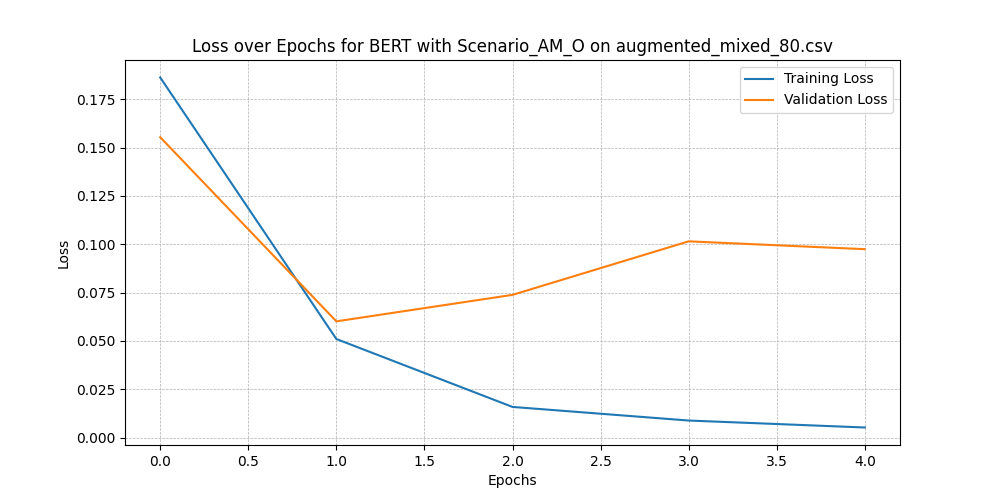 Loss over Epochs for BERT with Scenario_AM_O on augmented_mixed_80.csv
Training Loss
Validation Loss
0.175
0.150
0.125
0.100
0.075
0.050
0.025
0.000
Loss
0.0 0.5 1.0 1.5 2.0 2.5 3.0 3.5 4.0
Epochs